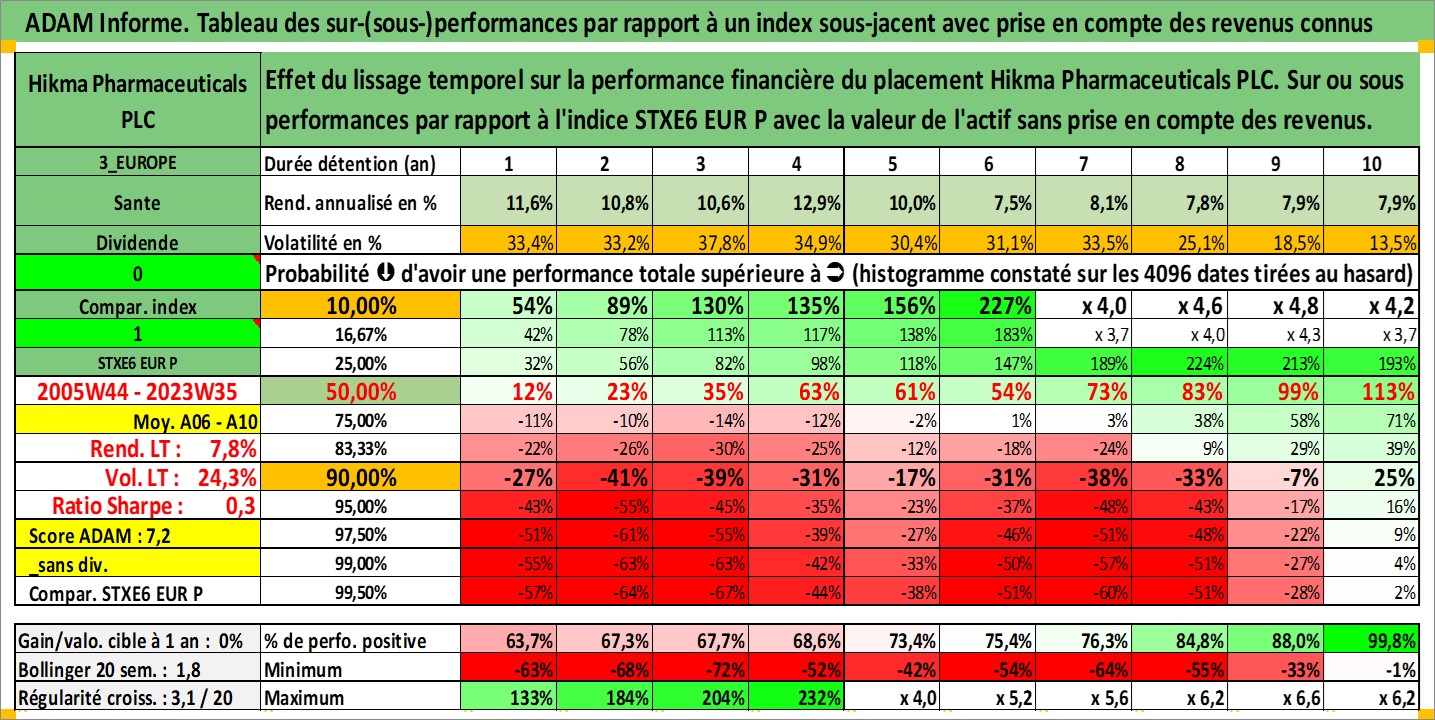 ADAM Informe. Tableau des sur-(sous-)performances par rapport à un index sous-jacent avec prise en compte des revenus connus
Hikma Pharmaceuticals PLC
Effet du lissage temporel sur la performance financière du placement Hikma Pharmaceuticals PLC. Sur ou sous
performances par rapport à l'indice STXE6 EUR P avec la valeur de l'actif sans prise en compte des revenus.
3_EUROPE Durée détention (an) 1 2 3 4 5 6 7 8 9 10
Sante Rend. annualisé en % 11,6% 10,8% 10,6% 12,9% 10,0% 7,5% 8,1% 7,8% 7,9% 7,9%
Dividende Volatilité en % 33,4% 33,2% 37,8% 34,9% 30,4% 31,1% 33,5% 25,1% 18,5% 13,5%
0 Probabilité d'avoir une performance totale supérieure à (histogramme constaté sur les 4096 dates tirées au hasard)
Compar. index 10,00% 54% 89% 130% 135% 156% 227% x 4,0 x 4,6 x 4,8 x 4,2
1 16,67% 42% 78% 113% 117% 138% 183% x 3,7 x 4,0 x 4,3 x 3,7
STXE6 EUR P 25,00% 32% 56% 82% 98% 118% 147% 189% 224% 213% 193%
2005W44 - 2023W35 50,00% 12% 23% 35% 63% 61% 54% 73% 83% 99% 113%
Moy. A06 - A10 75,00% -11% -10% -14% -12% -2% 1% 3% 38% 58% 71%
Rend. LT : 7,8% 83,33% -22% -26% -30% -25% -12% -18% -24% 9% 29% 39%
Vol. LT : 24,3% 90,00% -27% -41% -39% -31% -17% -31% -38% -33% -7% 25%
Ratio Sharpe : 0,3 95,00% -43% -55% -45% -35% -23% -37% -48% -43% -17% 16%
Score ADAM : 7,2 97,50% -51% -61% -55% -39% -27% -46% -51% -48% -22% 9%
_sans div. 99,00% -55% -63% -63% -42% -33% -50% -57% -51% -27% 4%
Compar. STXE6 EUR P 99,50% -57% -64% -67% -44% -38% -51% -60% -51% -28% 2%
Gain/valo. cible à 1 an : 0% % de perfo. positive 63,7% 67,3% 67,7% 68,6% 73,4% 75,4% 76,3% 84,8% 88,0% 99,8%
Bollinger 20 sem. : 1,8 Minimum -63% -68% -72% -52% -42% -54% -64% -55% -33% -1%
Régularité croiss. : 3,1 / 20 Maximum 133% 184% 204% 232% x 4,0 x 5,2 x 5,6 x 6,2 x 6,6 x 6,2